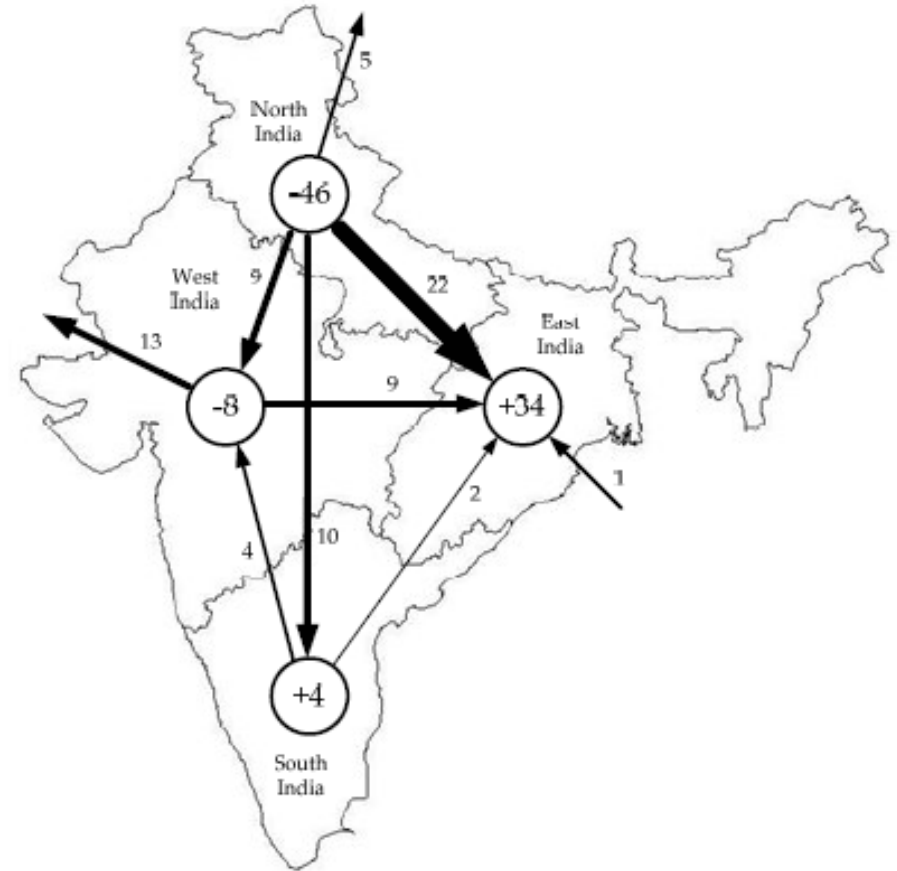 5
North
India
-46
9
22
West
India
East
India
13
9
-8
+34
1
2
10
4
+4
South
India